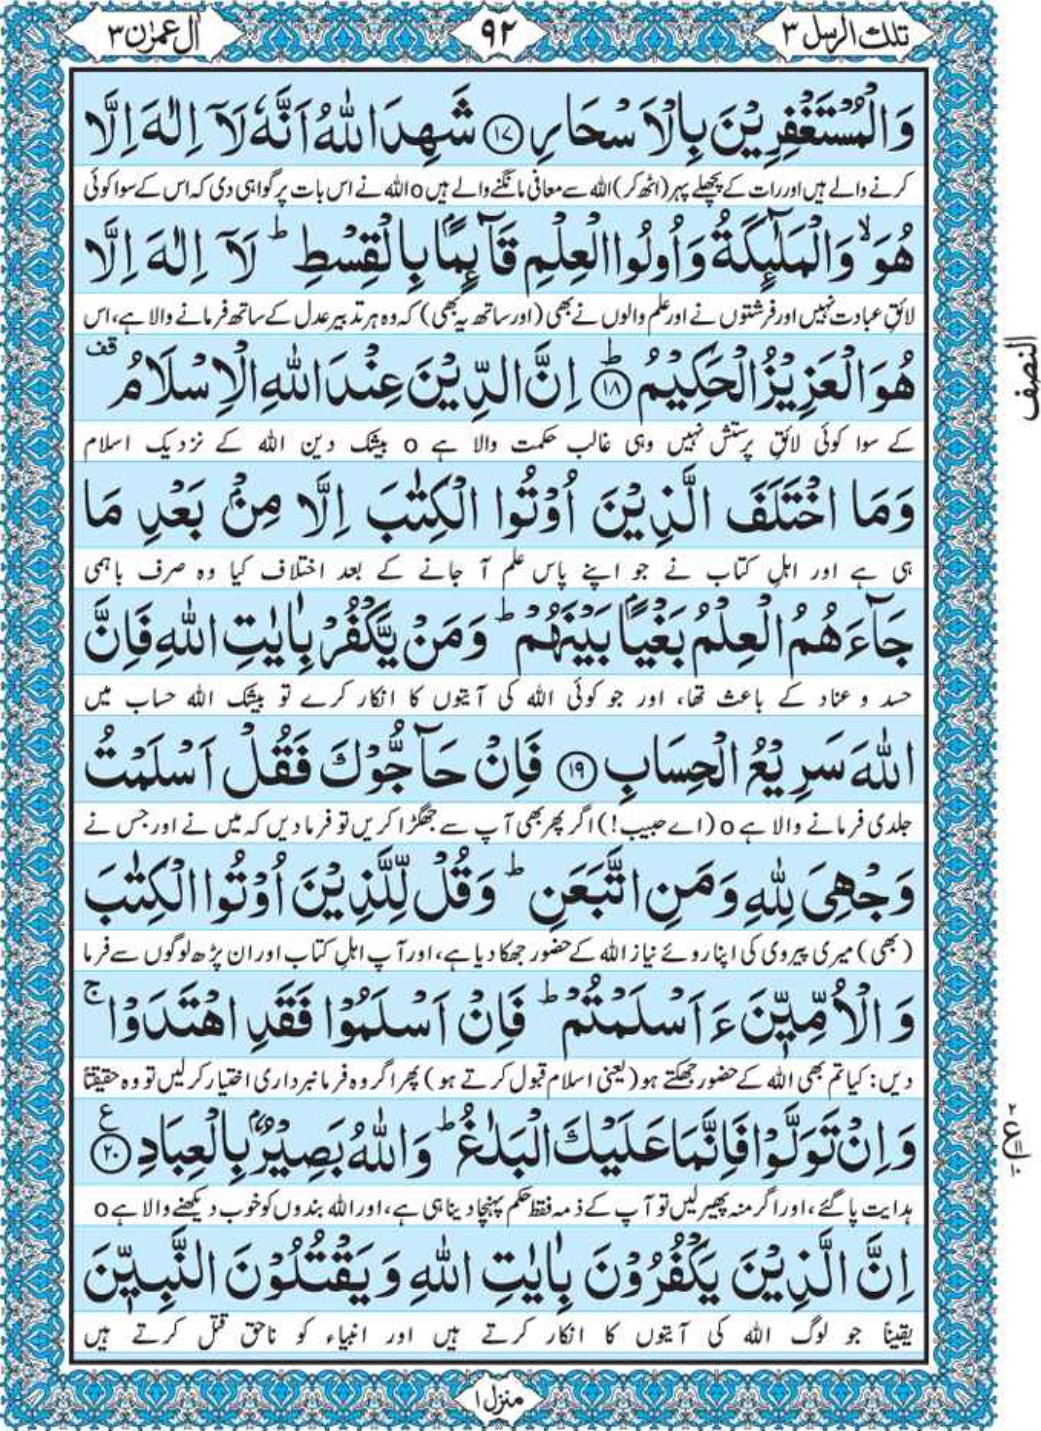 تلك الرسل ٣
٩٢
اٰل عمرٰن ٣
وَالْمُسْتَغْفِرِيْنَ بِالْاَسْحَارِ ﴿۱۷﴾ شَهِدَ اللّٰهُ اَنَّهٗ لَاۤ اِلٰهَ اِلَّا
کرنے والے ہیں اور رات کے پچھلے پہر (اٹھ کر) اللہ سے معافی مانگنے والے ہیں o اللہ نے اس بات پر گواہی دی کہ اس کے سوا کوئی
هُوَ ۙ وَالْمَلٰٓئِكَةُ وَاُولُوا الْعِلْمِ قَآئِمًۢا بِالْقِسْطِ ؕ لَاۤ اِلٰهَ اِلَّا
لائقِ عبادت نہیں اور فرشتوں نے اور علم والوں نے بھی (اور ساتھ یہ بھی) کہ وہ ہر تدبیر عدل کے ساتھ فرمانے والا ہے، اس
هُوَ الْعَزِيْزُ الْحَكِيْمُ ؕ ﴿۱۸﴾ اِنَّ الدِّيْنَ عِنْدَ اللّٰهِ الْاِسْلَامُ قف
کے سوا کوئی لائقِ پرستش نہیں وہی غالب حکمت والا ہے o بیشک دین اللہ کے نزدیک اسلام
وَمَا اخْتَلَفَ الَّذِيْنَ اُوْتُوا الْكِتٰبَ اِلَّا مِنْۢ بَعْدِ مَا
ہی ہے اور اہلِ کتاب نے جو اپنے پاس علم آ جانے کے بعد اختلاف کیا وہ صرف باہمی
جَآءَهُمُ الْعِلْمُ بَغْيًۢا بَيْنَهُمْ ؕ وَمَنْ يَّكْفُرْ بِاٰيٰتِ اللّٰهِ فَاِنَّ
حسد و عناد کے باعث تھا، اور جو کوئی اللہ کی آیتوں کا انکار کرے تو بیشک اللہ حساب میں
اللّٰهَ سَرِيْعُ الْحِسَابِ ﴿۱۹﴾ فَاِنْ حَآجُّوْكَ فَقُلْ اَسْلَمْتُ
جلدی فرمانے والا ہے o (اے حبیب!) اگر پھر بھی آپ سے جھگڑا کریں تو فرما دیں کہ میں نے اور جس نے
وَجْهِيَ لِلّٰهِ وَمَنِ اتَّبَعَنِ ؕ وَقُلْ لِّلَّذِيْنَ اُوْتُوا الْكِتٰبَ
(بھی) میری پیروی کی اپنا روئے نیاز اللہ کے حضور جھکا دیا ہے، اور آپ اہلِ کتاب اور ان پڑھ لوگوں سے فرما
وَالْاُمِّيّٖنَ ءَاَسْلَمْتُمْ ؕ فَاِنْ اَسْلَمُوْا فَقَدِ اهْتَدَوْا ۚ
دیں: کیا تم بھی اللہ کے حضور جھکتے ہو (یعنی اسلام قبول کرتے ہو) پھر اگر وہ فرمانبرداری اختیار کر لیں تو وہ حقیقتًا
وَاِنْ تَوَلَّوْا فَاِنَّمَا عَلَيْكَ الْبَلٰغُ ؕ وَاللّٰهُ بَصِيْرٌۢ بِالْعِبَادِ ﴿۲۰﴾ ع
ہدایت پا گئے، اور اگر منہ پھیر لیں تو آپ کے ذمہ فقط حکم پہنچا دینا ہی ہے، اور اللہ بندوں کو خوب دیکھنے والا ہے o
اِنَّ الَّذِيْنَ يَكْفُرُوْنَ بِاٰيٰتِ اللّٰهِ وَيَقْتُلُوْنَ النَّبِيّٖنَ
یقینًا جو لوگ اللہ کی آیتوں کا انکار کرتے ہیں اور انبیاء کو ناحق قتل کرتے ہیں
النصف
٢
ع
١٠
منزل ١